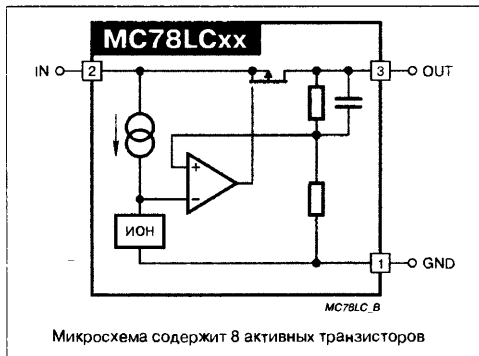 MC78LCxx
IN 2 3 OUT
+
−
ИОН
1 GND
MC78LC_B
Микросхема содержит 8 активных транзисторов